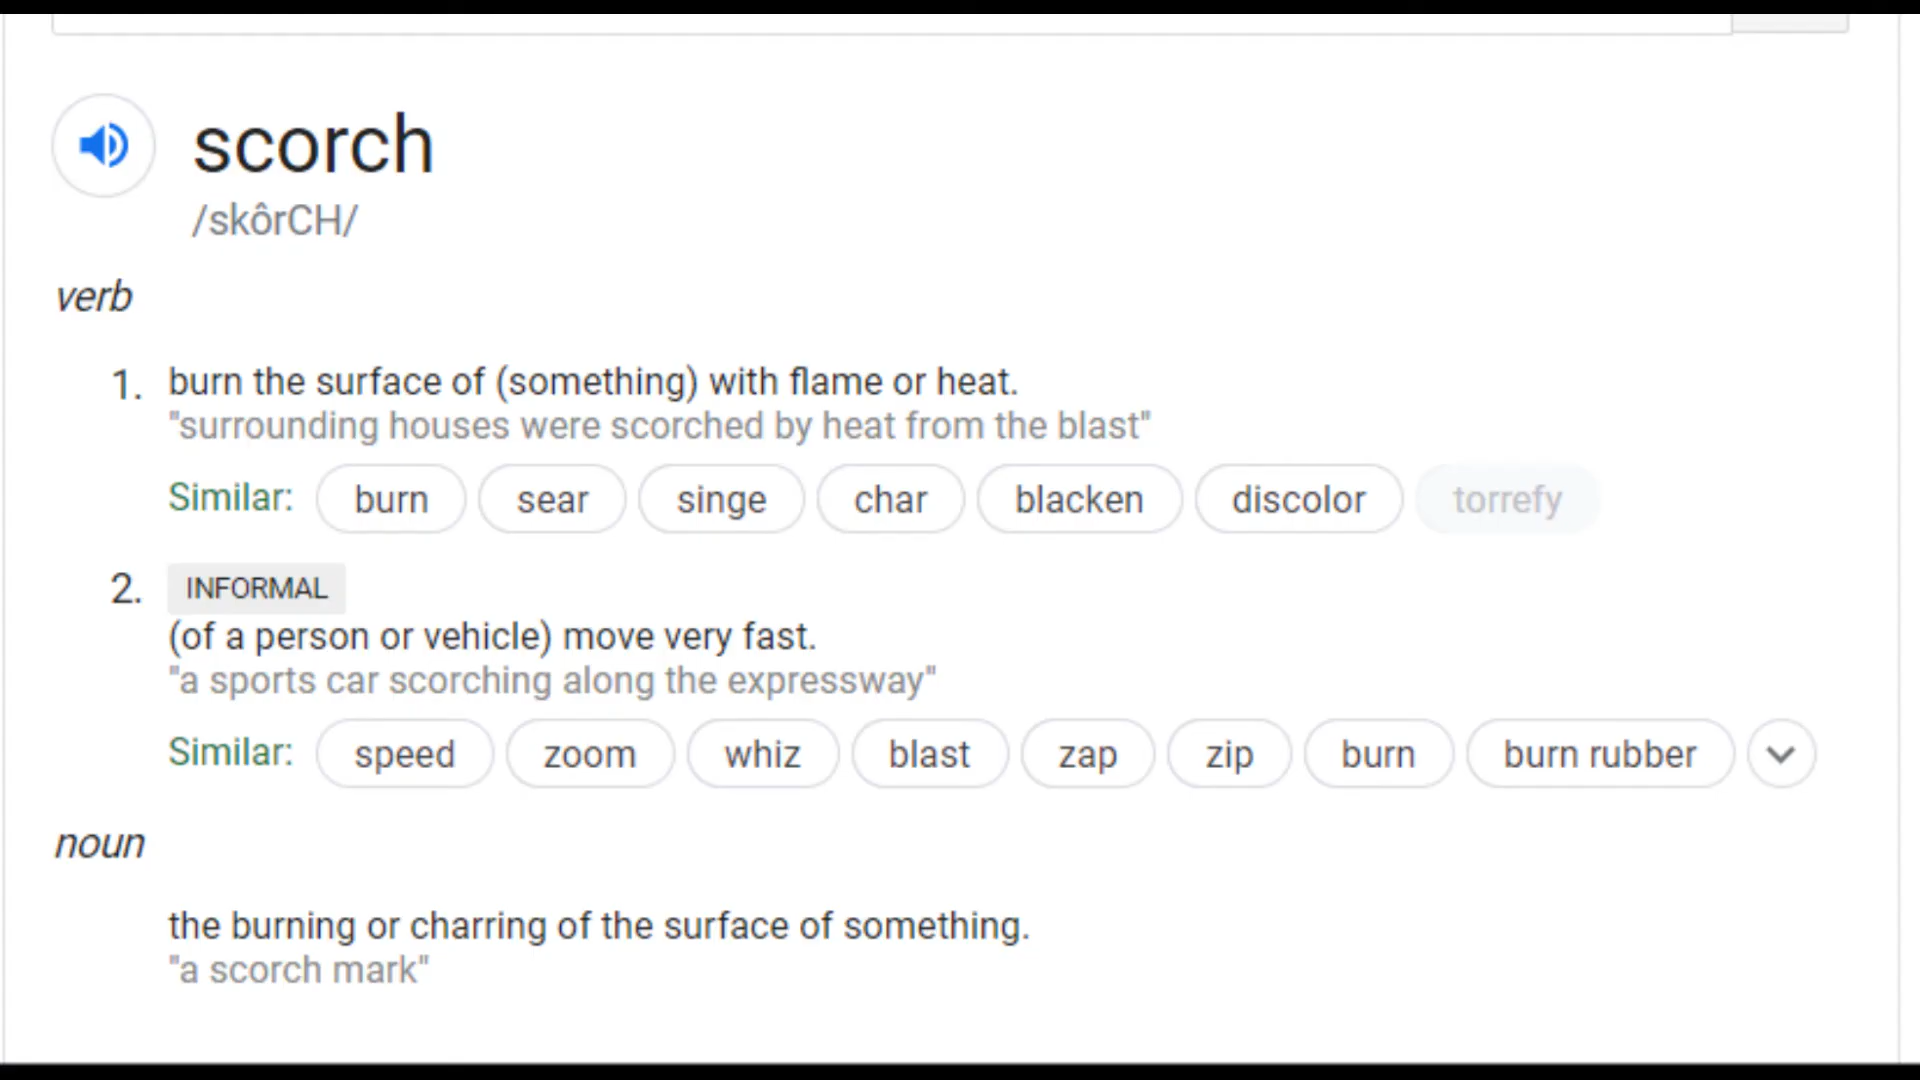 scorch
/skôrCH/
verb
1. burn the surface of (something) with flame or heat.
"surrounding houses were scorched by heat from the blast"
Similar: burn sear singe char blacken discolor torrefy
2. INFORMAL
(of a person or vehicle) move very fast.
"a sports car scorching along the expressway"
Similar: speed zoom whiz blast zap zip burn burn rubber
noun
the burning or charring of the surface of something.
"a scorch mark"